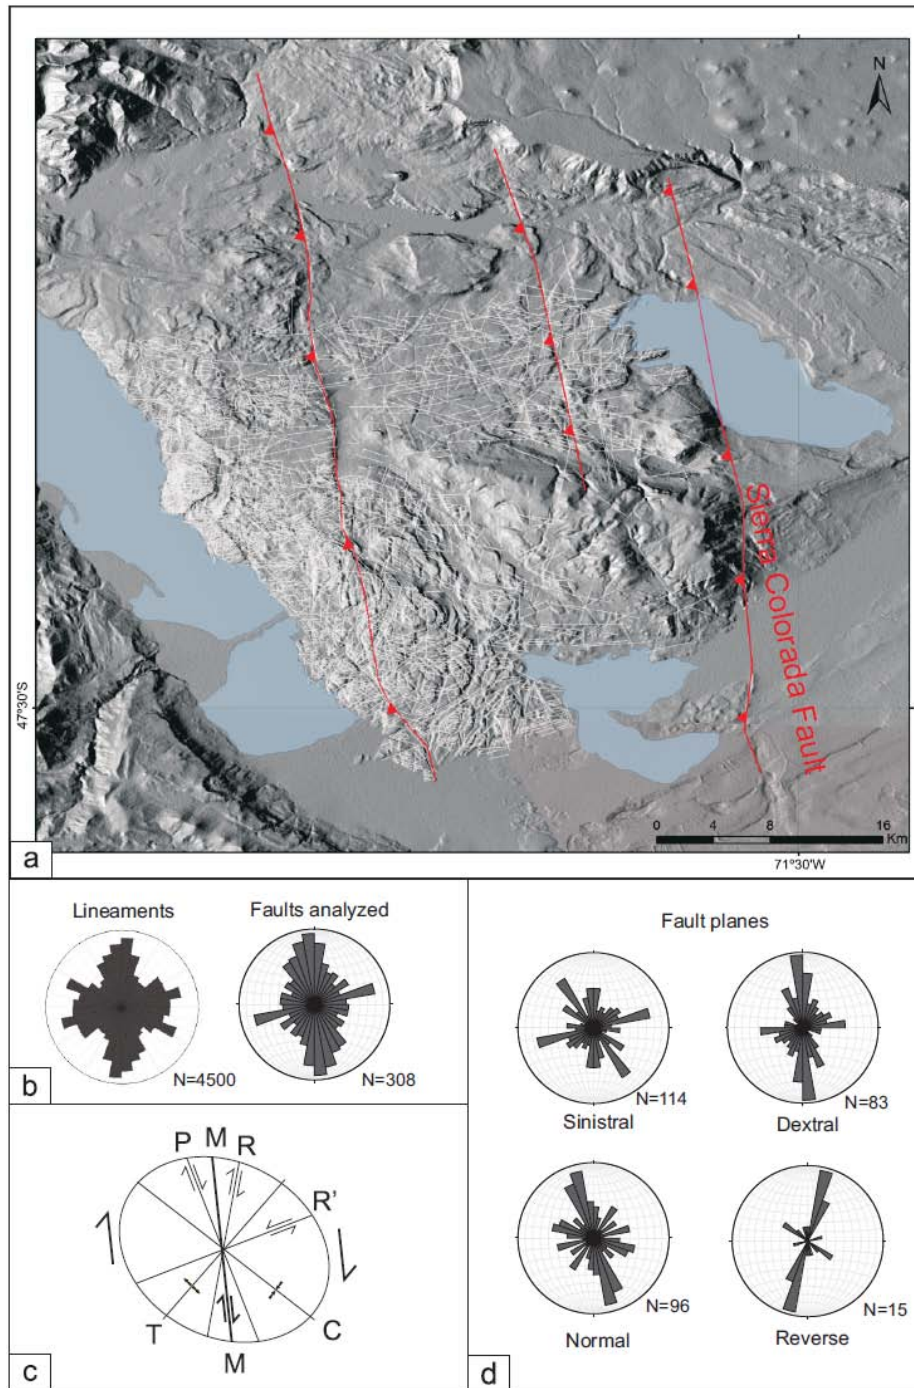 N
47°30'S
Sierra Colorada Fault
0 4 8 16
Km
a
71°30'W
Lineaments
N=4500
Faults analyzed
N=308
b
P M R
R'
T
M
C
c
Fault planes
N=114
Sinistral
N=83
Dextral
N=96
Normal
N=15
Reverse
d